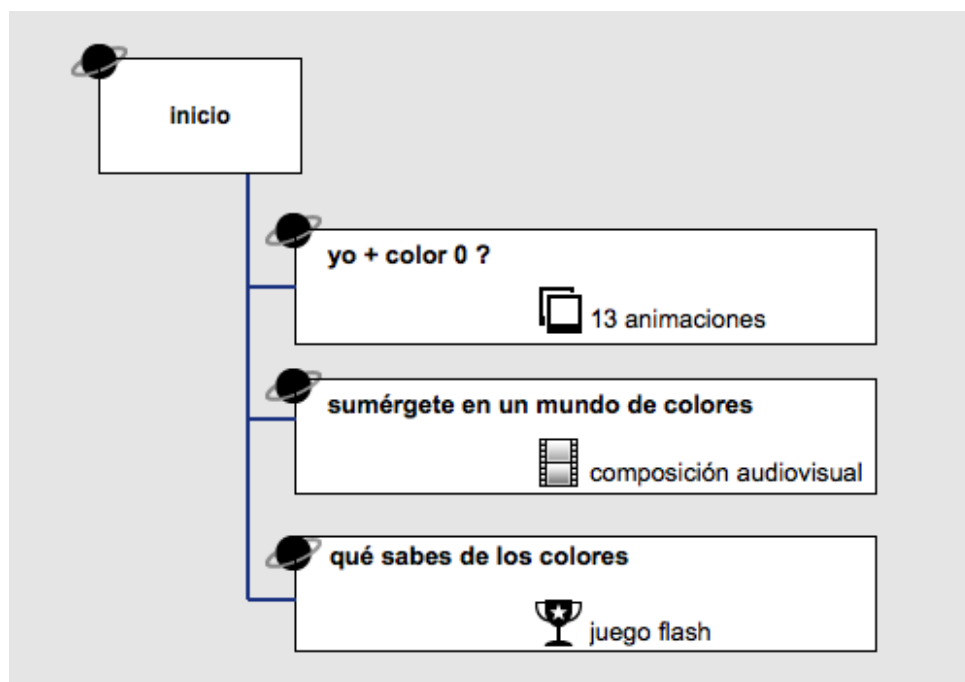 inicio
yo + color 0 ?
13 animaciones
sumérgete en un mundo de colores
composición audiovisual
qué sabes de los colores
juego flash